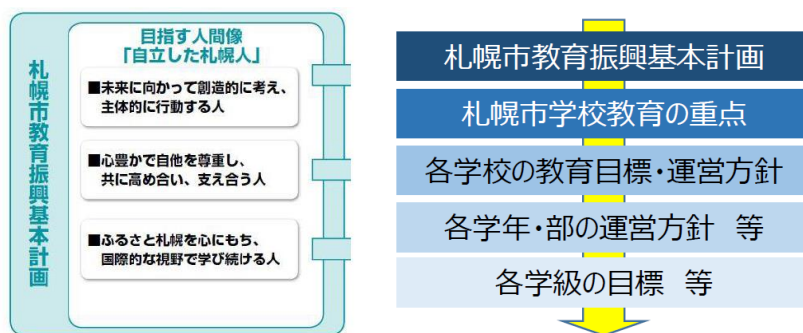 札幌市教育振興基本計画
目指す人間像
「自立した札幌人」
■未来に向かって創造的に考え、
主体的に行動する人
■心豊かで自他を尊重し、
共に高め合い、支え合う人
■ふるさと札幌を心にもち、
国際的な視野で学び続ける人
札幌市教育振興基本計画
札幌市学校教育の重点
各学校の教育目標・運営方針
各学年・部の運営方針 等
各学級の目標 等